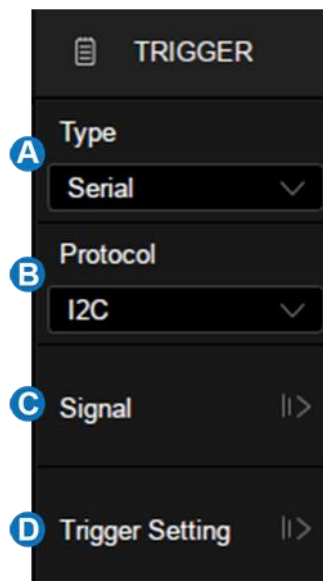 TRIGGER
A Type
Serial
B Protocol
I2C
C Signal
D Trigger Setting